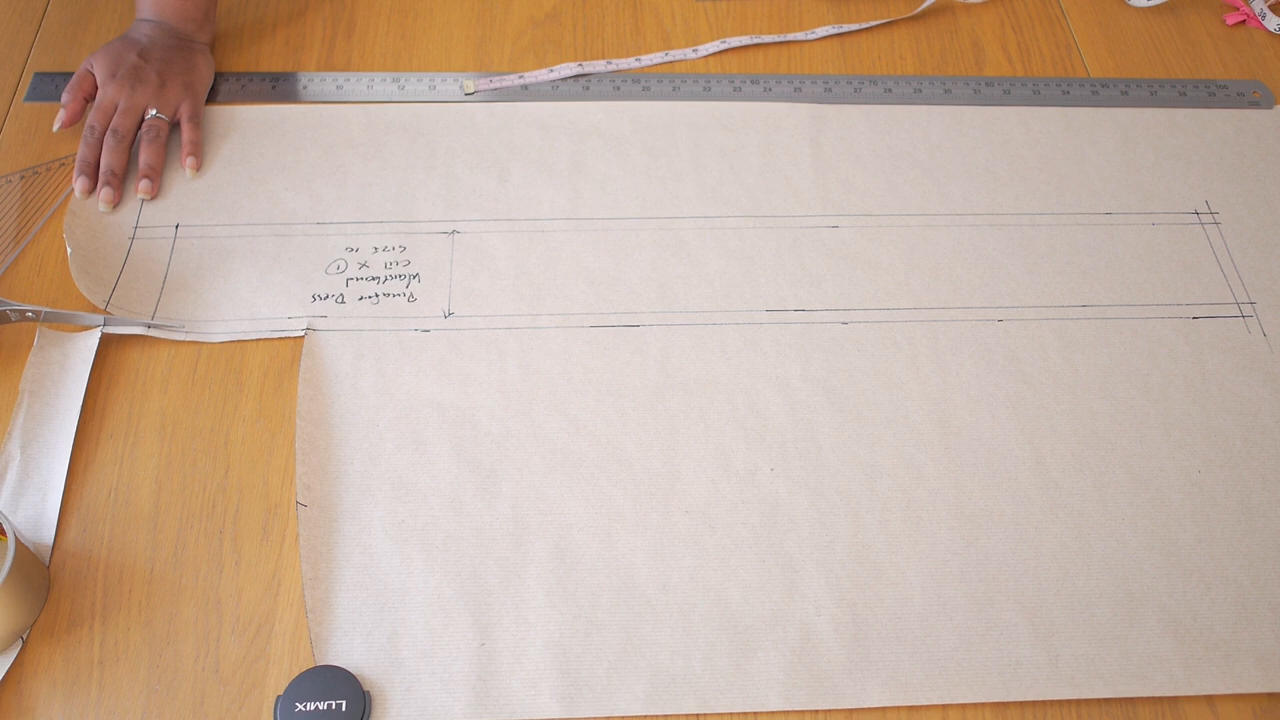 Pinafore Dress
Waistband
Cut x 1
Size 10
LUMIX